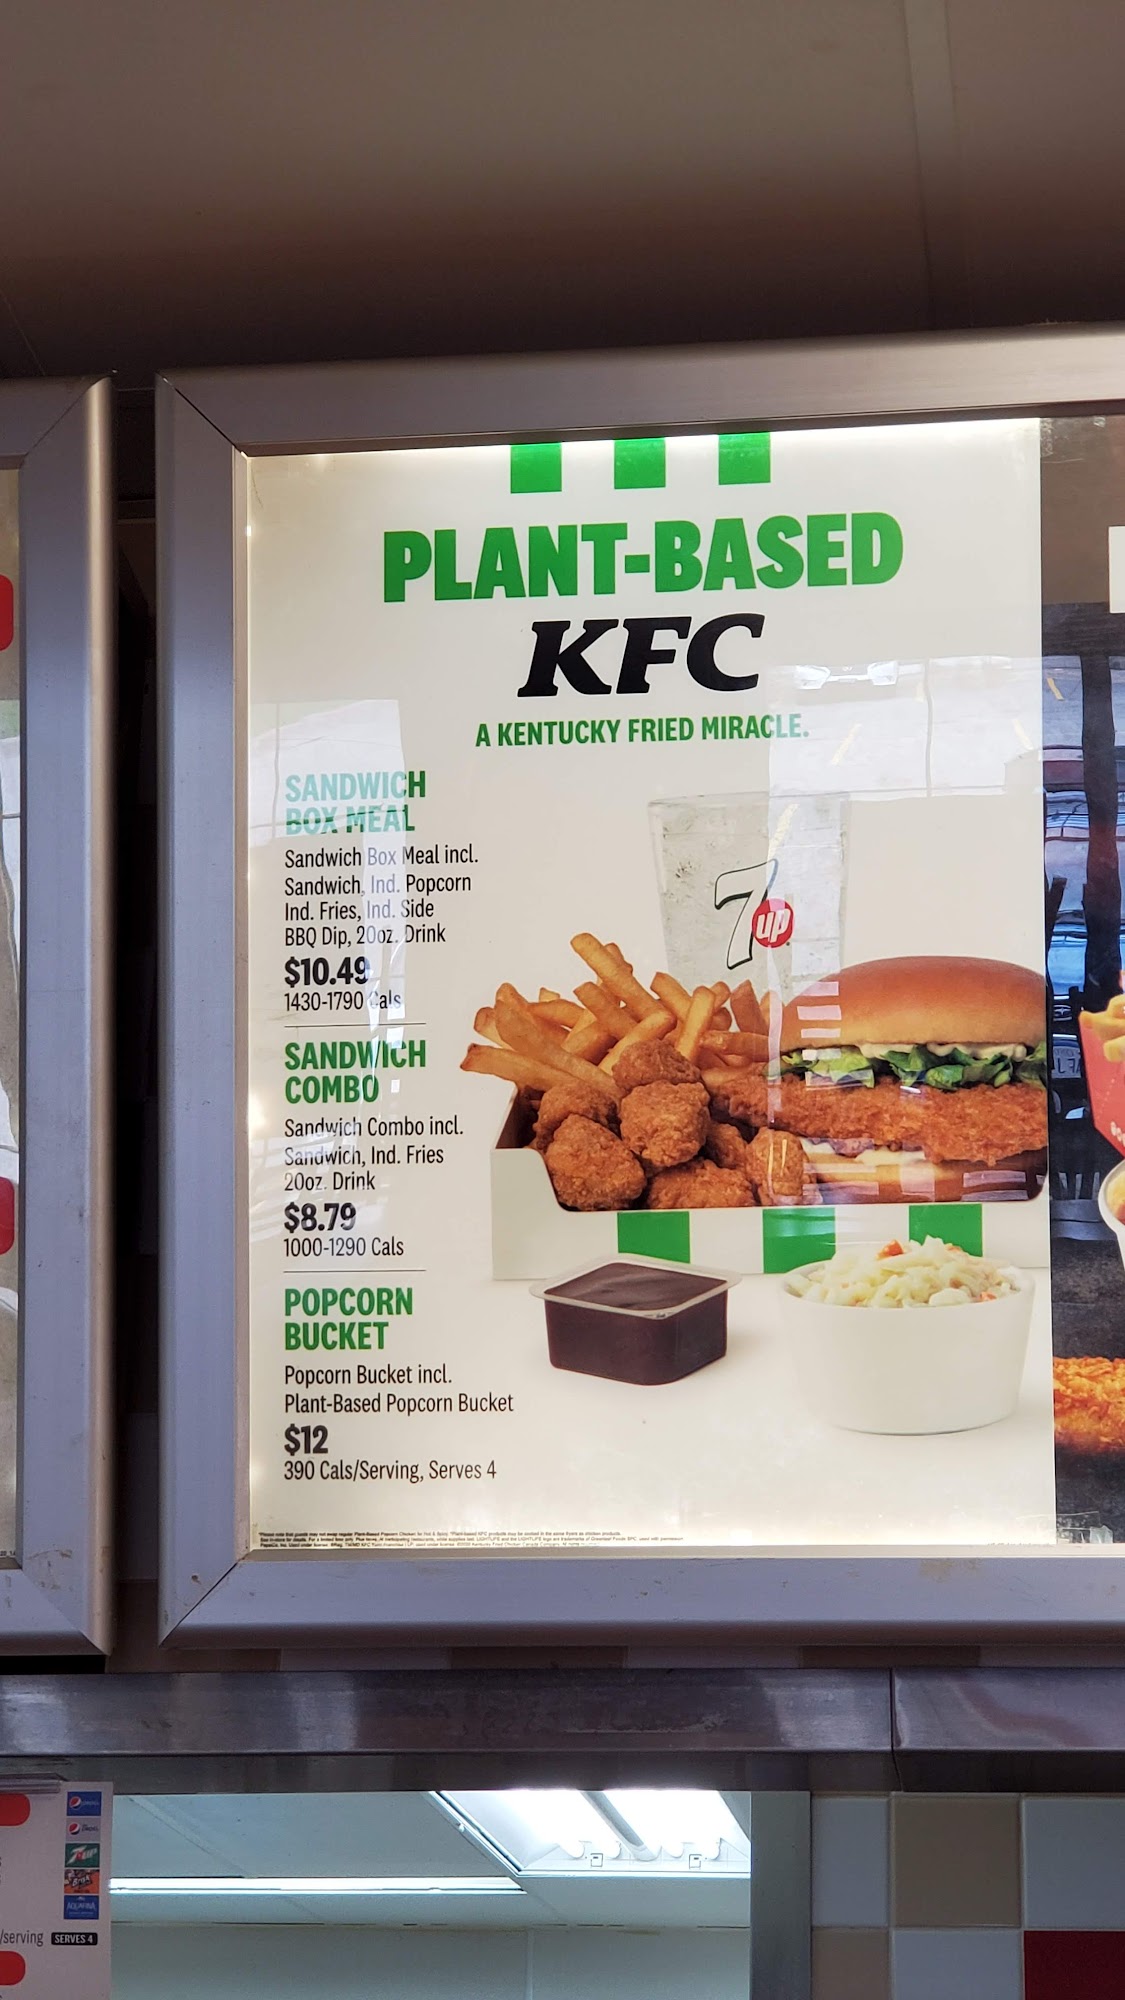 PLANT-BASED
KFC
A KENTUCKY FRIED MIRACLE.
SANDWICH
BOX MEAL
Sandwich Box Meal incl.
Sandwich, Ind. Popcorn
Ind. Fries, Ind. Side
BBQ Dip, 20oz. Drink
$10.49
1430-1790 Cals
SANDWICH
COMBO
Sandwich Combo incl.
Sandwich, Ind. Fries
20oz. Drink
$8.79
1000-1290 Cals
POPCORN
BUCKET
Popcorn Bucket incl.
Plant-Based Popcorn Bucket
$12
390 Cals/Serving, Serves 4
7up
7up
AQUAFINA
/serving SERVES 4